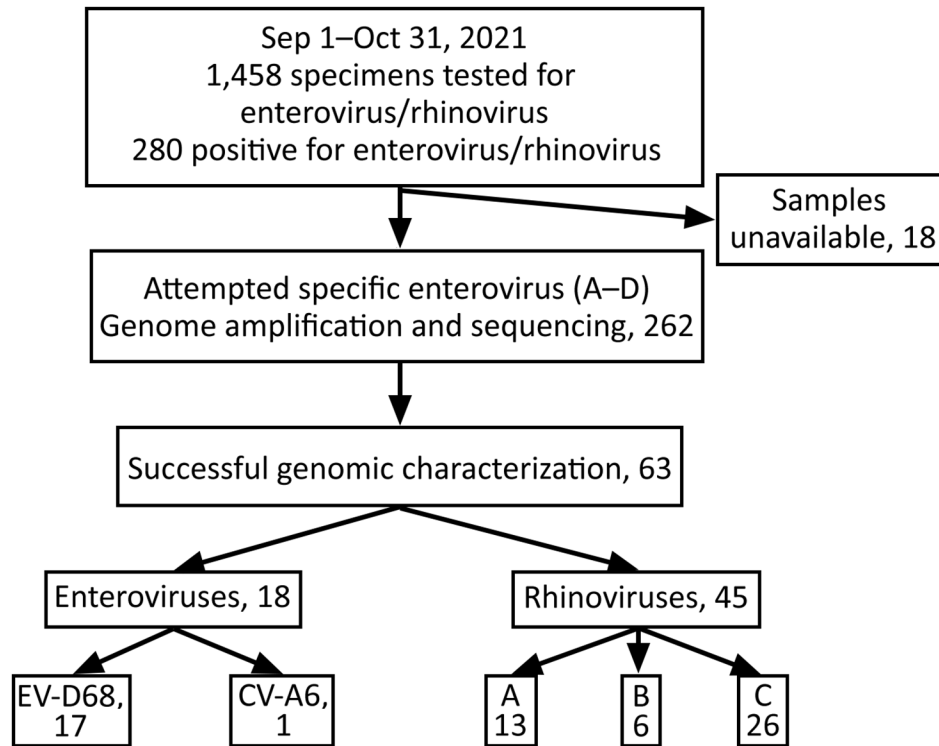 Sep 1–Oct 31, 2021
1,458 specimens tested for
enterovirus/rhinovirus
280 positive for enterovirus/rhinovirus
Samples
unavailable, 18
Attempted specific enterovirus (A–D)
Genome amplification and sequencing, 262
Successful genomic characterization, 63
Enteroviruses, 18
Rhinoviruses, 45
EV-D68,
17
CV-A6,
1
A
13
B
6
C
26